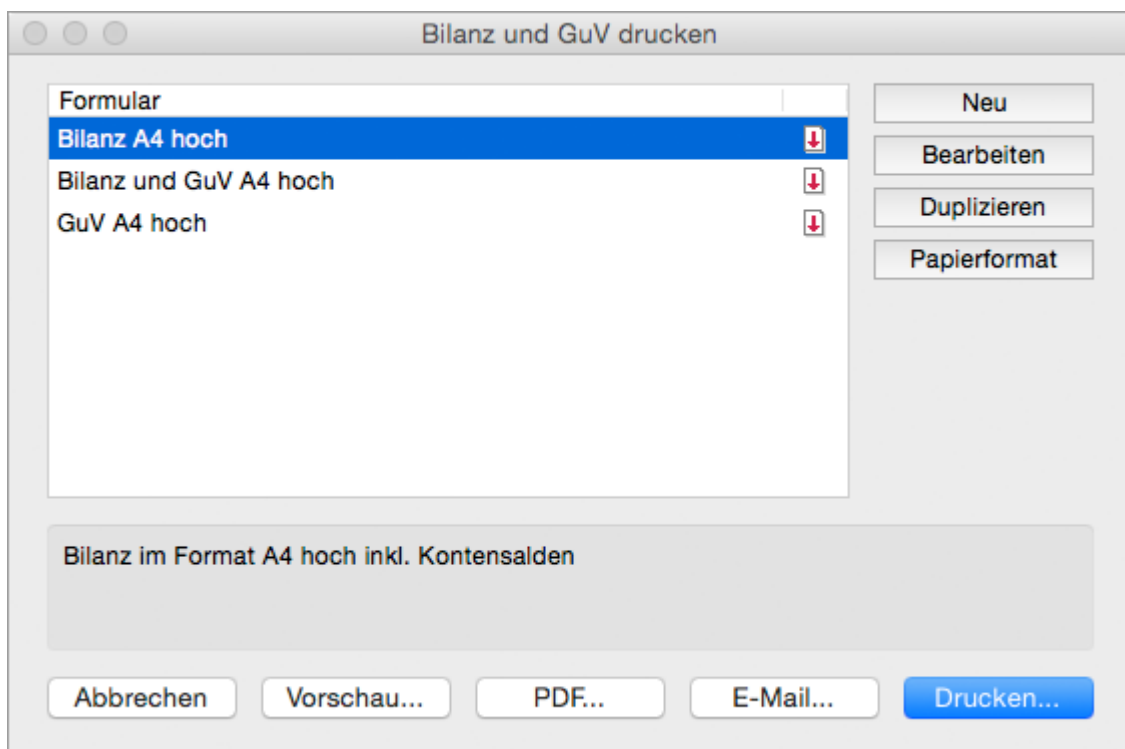 Bilanz und GuV drucken
Formular
Bilanz A4 hoch
Bilanz und GuV A4 hoch
GuV A4 hoch
Neu
Bearbeiten
Duplizieren
Papierformat
Bilanz im Format A4 hoch inkl. Kontensalden
Abbrechen
Vorschau...
PDF...
E-Mail...
Drucken...